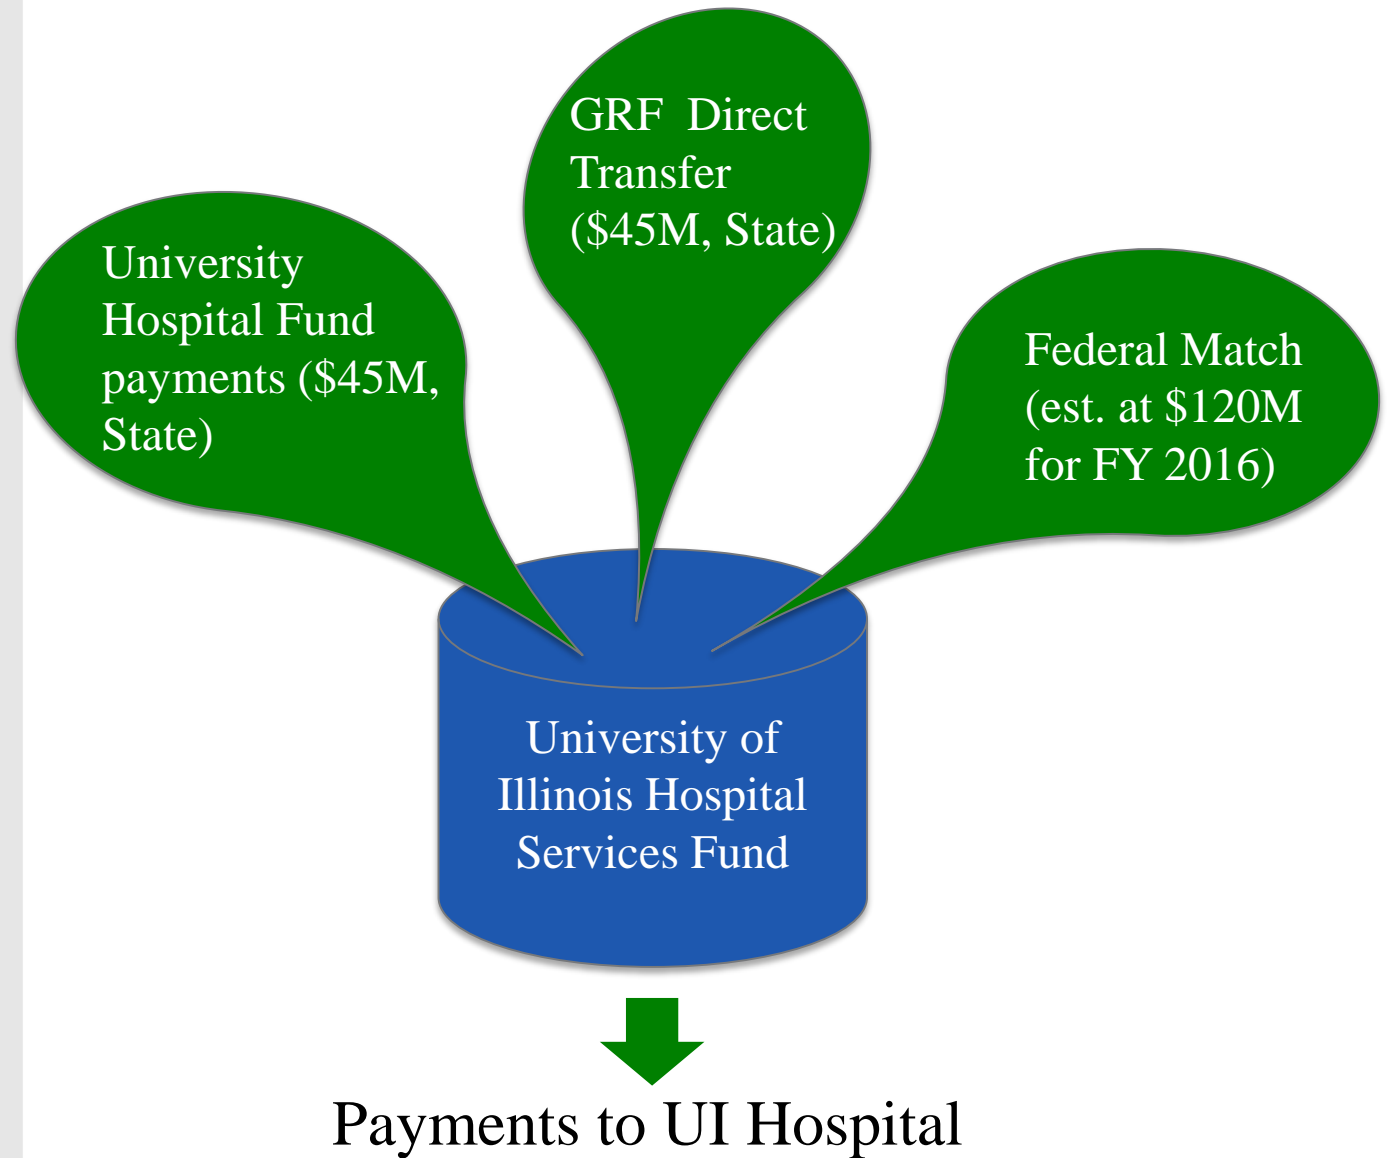 GRF Direct
Transfer
($45M, State)
University
Hospital Fund
payments ($45M,
State)
Federal Match
(est. at $120M
for FY 2016)
University of
Illinois Hospital
Services Fund
Payments to UI Hospital